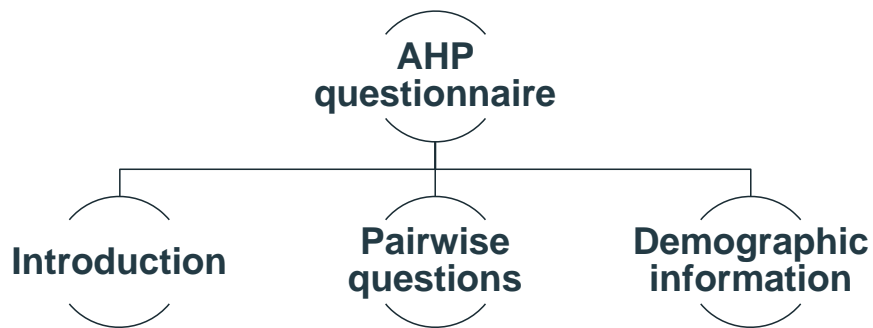 AHP
questionnaire
Introduction
Pairwise
questions
Demographic
information